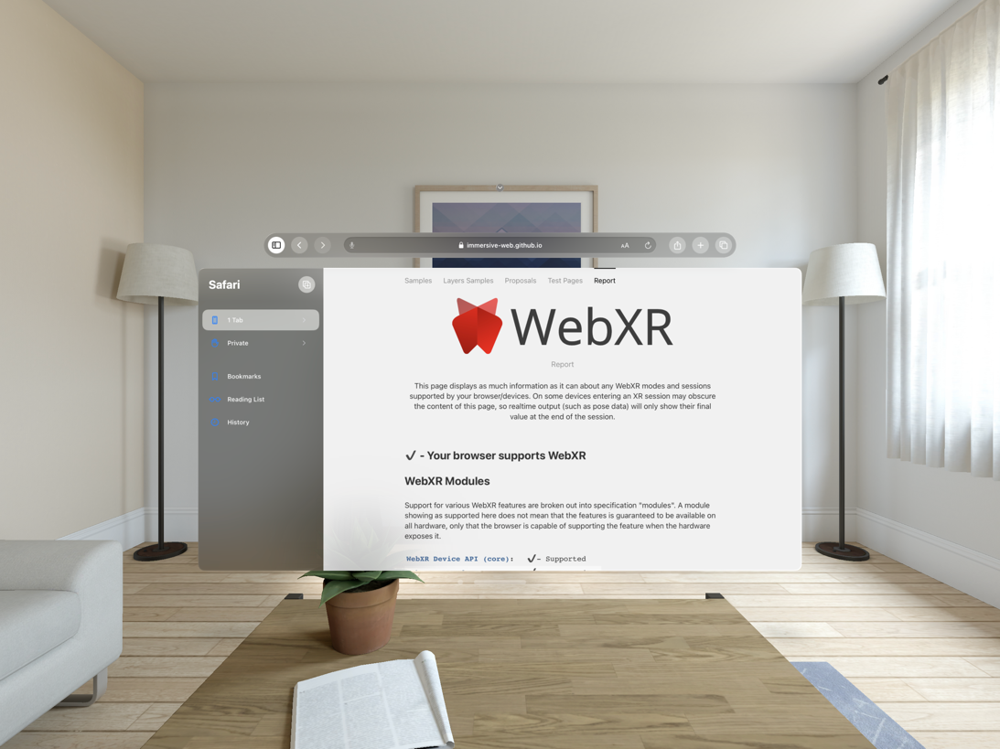 immersive-web.github.io
AA
Safari
1 Tab
Private
Bookmarks
Reading List
History
Samples Layers Samples Proposals Test Pages Report
WebXR
Report
This page displays as much information as it can about any WebXR modes and sessions
supported by your browser/devices. On some devices entering an XR session may obscure
the content of this page, so realtime output (such as pose data) will only show their final
value at the end of the session.
✓ - Your browser supports WebXR
WebXR Modules
Support for various WebXR features are broken out into specification "modules". A module
showing as supported here does not mean that the features is guaranteed to be available on
all hardware, only that the browser is capable of supporting the feature when the hardware
exposes it.
WebXR Device API (core): ✓- Supported